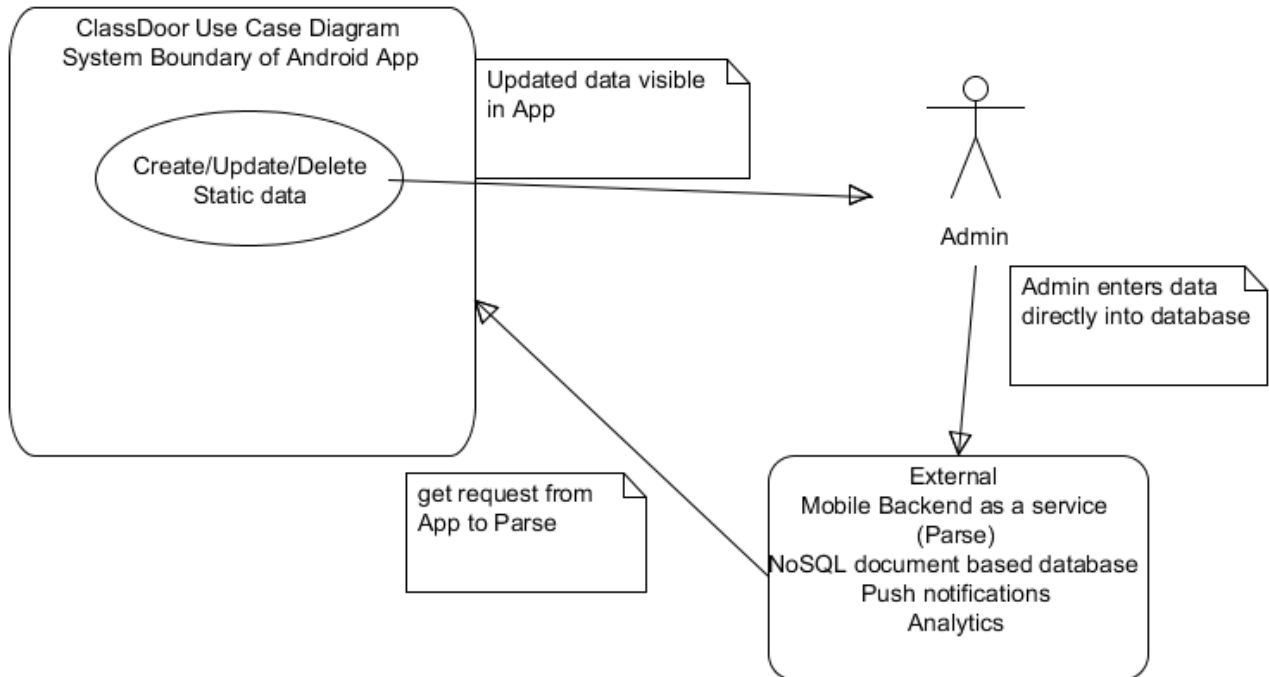 ClassDoor Use Case Diagram
System Boundary of Android App
Create/Update/Delete
Static data
Updated data visible
in App
Admin
Admin enters data
directly into database
get request from
App to Parse
External
Mobile Backend as a service
(Parse)
NoSQL document based database
Push notifications
Analytics